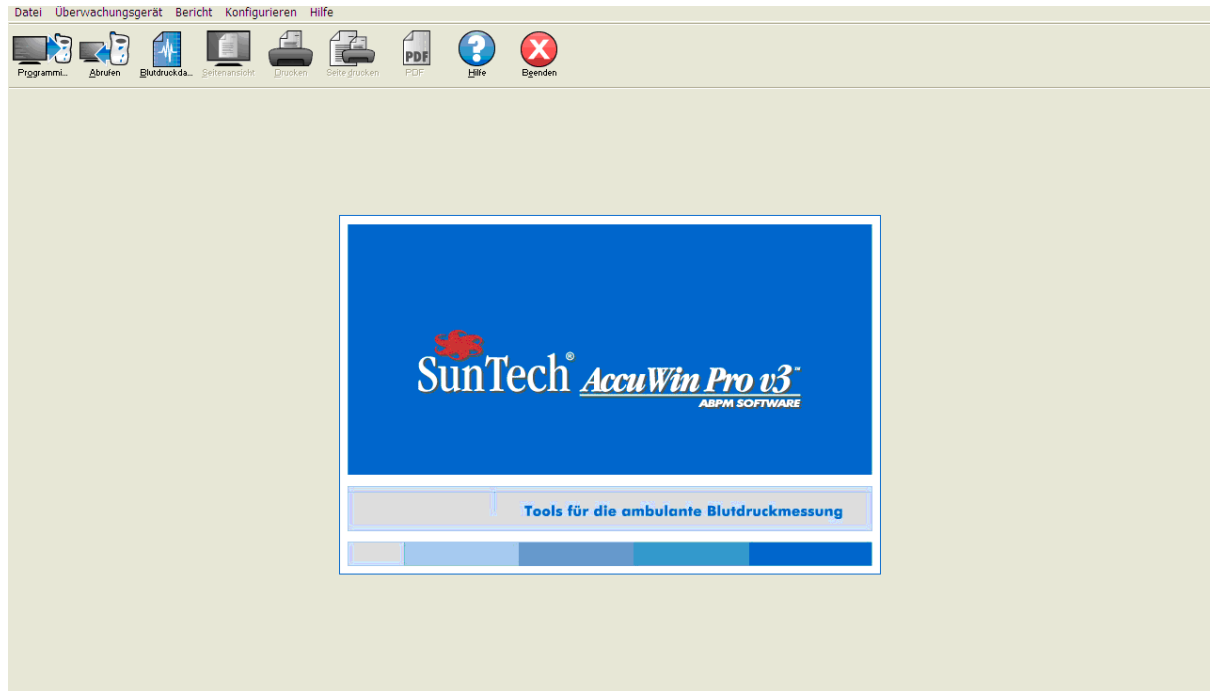 Datei Überwachungsgerät Bericht Konfigurieren Hilfe
Programmi... Abrufen Blutdruckda... Seitenansicht Drucken Seite drucken PDF Hilfe Beenden
PDF
SunTech® AccuWin Pro v3™
ABPM SOFTWARE
Tools für die ambulante Blutdruckmessung